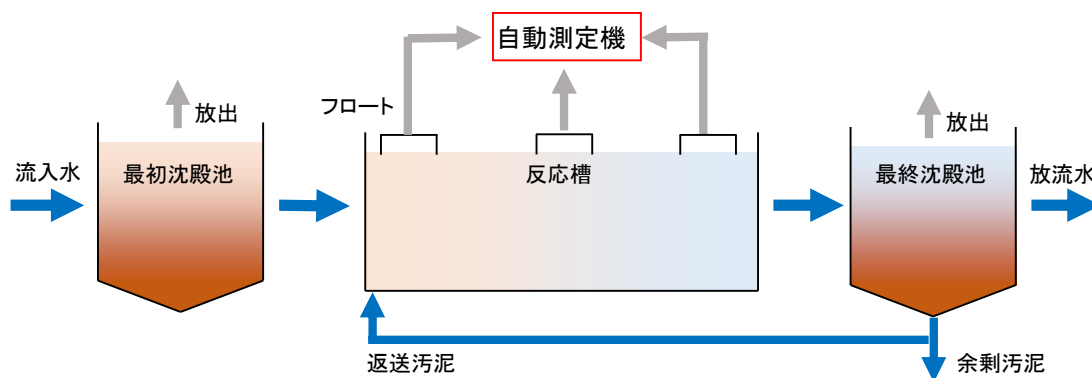 自動測定機
フロート
放出
放出
流入水
最初沈殿池
反応槽
最終沈殿池
放流水
返送汚泥
余剰汚泥